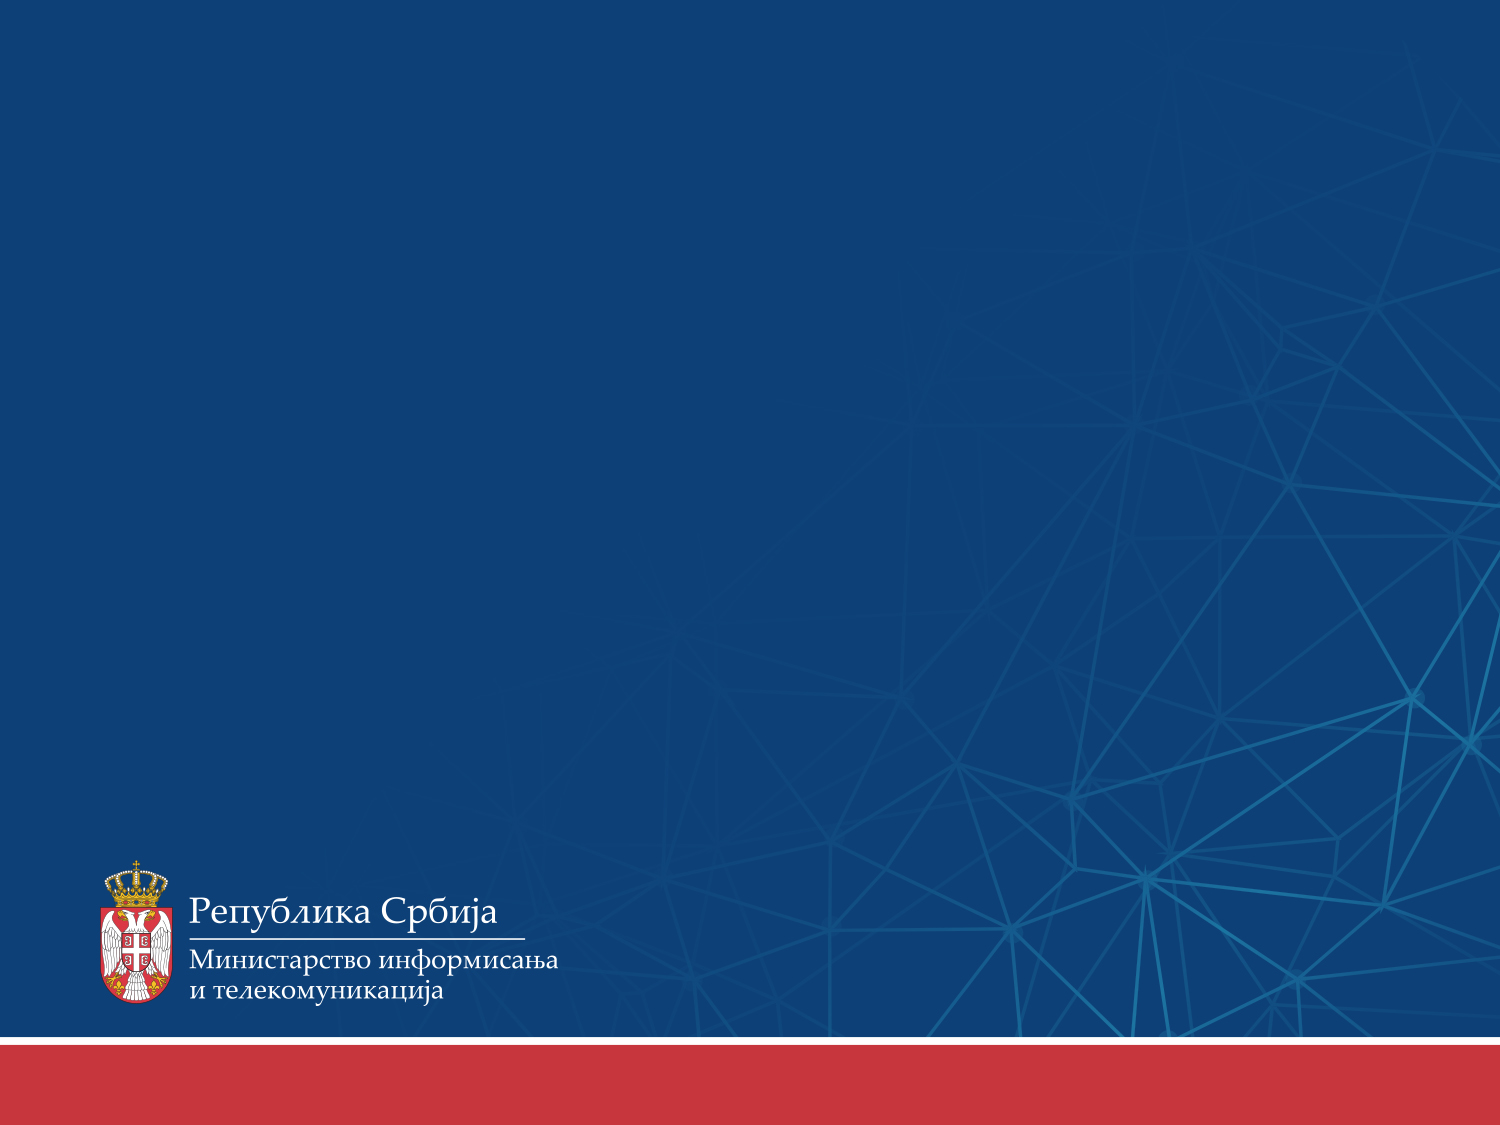 Република Србија
Министарство информисања
и телекомуникација